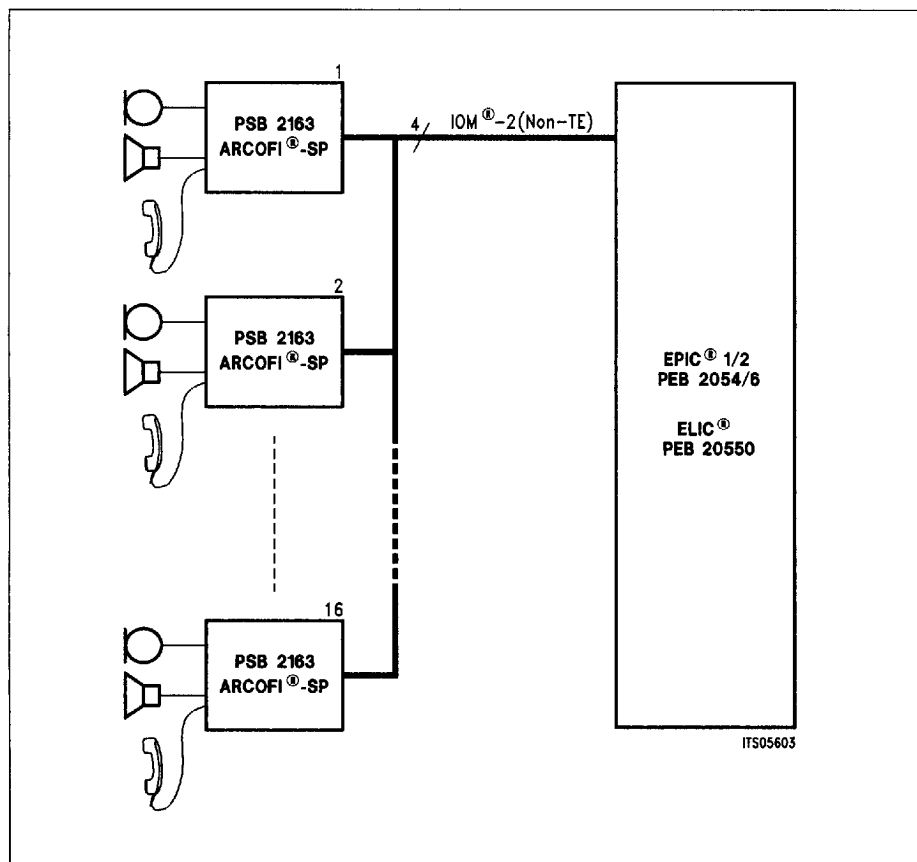 1
PSB 2163
ARCOFI®-SP
4
IOM®-2(Non-TE)
2
PSB 2163
ARCOFI®-SP
EPIC® 1/2
PEB 2054/6
ELIC®
PEB 20550
16
PSB 2163
ARCOFI®-SP
ITS05603